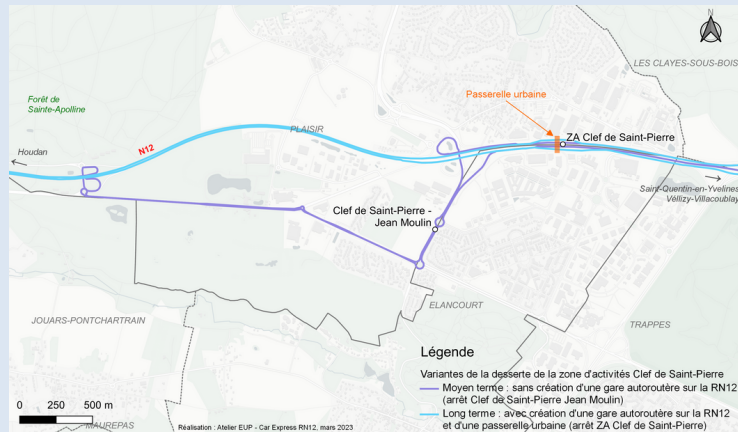 N
LES CLAYES-SOUS-BOIS
Forêt de
Sainte-Apolline
Passerelle urbaine
PLAISIR
ZA Clef de Saint-Pierre
Houdan
N12
Saint-Quentin-en-Yvelines
Vélizy-Villacoublay
Clef de Saint-Pierre -
Jean Moulin
ELANCOURT
JOUARS-PONTCHARTRAIN
TRAPPES
Légende
Variantes de la desserte de la zone d'activités Clef de Saint-Pierre
Moyen terme : sans création d'une gare autoroutère sur la RN12
(arrêt Clef de Saint-Pierre Jean Moulin)
Long terme : avec création d'une gare autoroutère sur la RN12
et d'une passerelle urbaine (arrêt ZA Clef de Saint-Pierre)
0 250 500 m
MAUREPAS
Réalisation : Atelier EUP - Car Express RN12, mars 2023